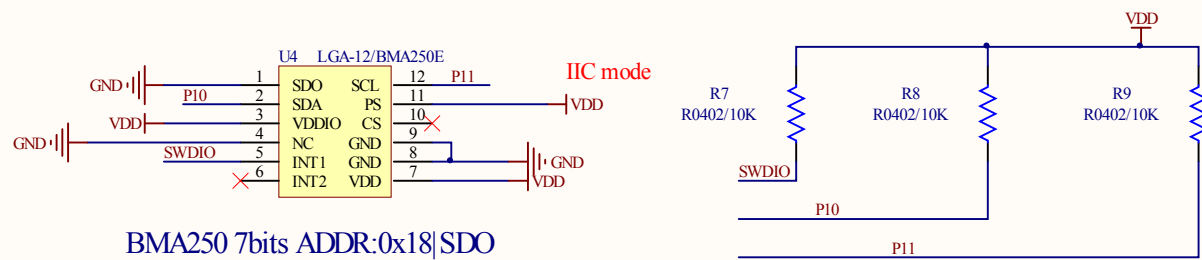 U4 LGA-12/BMA250E
GND 1 SDO SCL 12 P11
P10 2 SDA PS 11 VDD
VDD 3 VDDIO CS 10
GND 4 NC GND 9
SWDIO 5 INT1 GND 8 GND
6 INT2 VDD 7 VDD
IIC mode
BMA250 7bits ADDR:0x18|SDO
VDD
R7 R8 R9
R0402/10K R0402/10K R0402/10K
SWDIO
P10
P11